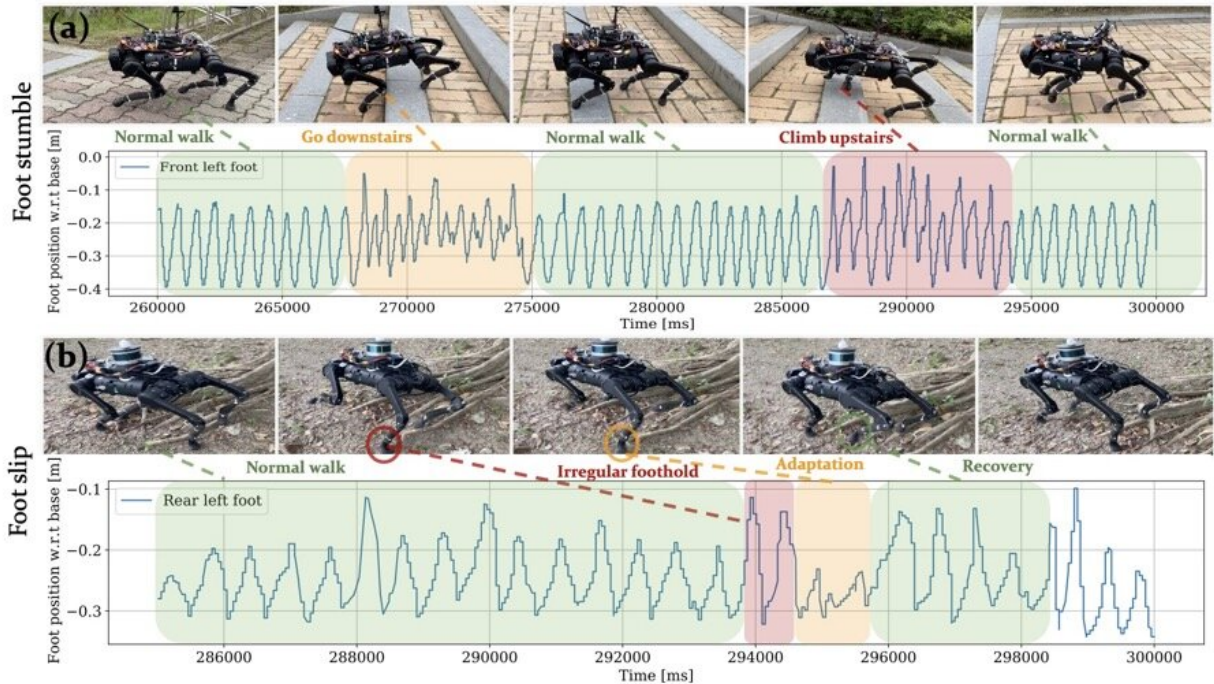 (a)
Foot stumble
Normal walk
Go downstairs
Normal walk
Climb upstairs
Normal walk
Foot position w.r.t base [m]
Front left foot
0.0
−0.1
−0.2
−0.3
−0.4
260000 265000 270000 275000 280000 285000 290000 295000 300000
Time [ms]
(b)
Foot slip
Normal walk
Irregular foothold
Adaptation
Recovery
Foot position w.r.t base [m]
Rear left foot
−0.1
−0.2
−0.3
286000 288000 290000 292000 294000 296000 298000 300000
Time [ms]